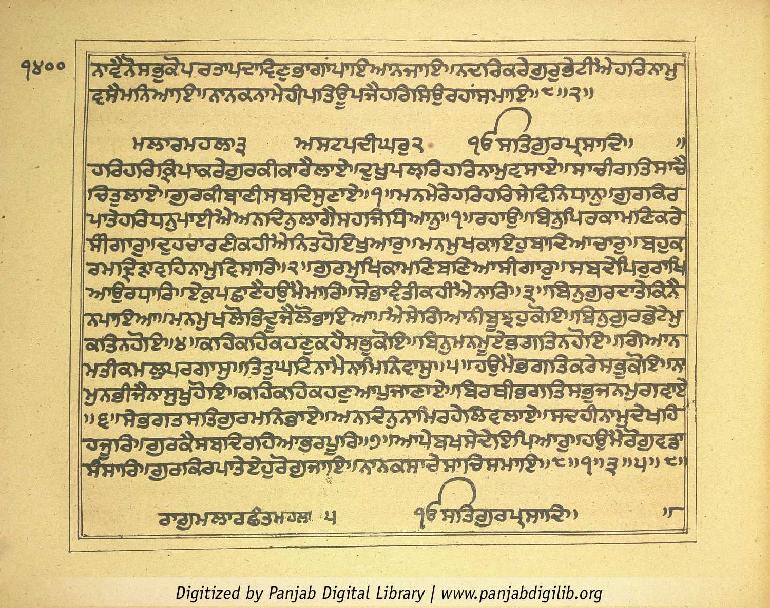 ੧੪੦੦
ਨਾਵੈਨੋਸਭੁਕੋਪਰਤਾਪਦਾਵਿਣੁਭਾਗਾਂਪਾਇਆਨਜਾਇ॥ਨਦਰਿਕਰੇਗੁਰੁਭੇਟੀਐਹਰਿਨਾਮੁ
ਵਸੈਮਨਿਆਇ॥ਨਾਨਕਨਾਮੇਹੀਪਤਿਊਪਜੈਹਰਿਸਿਉਰਹਾਂਸਮਾਇ॥੮॥੨॥
ਮਲਾਰਮਹਲਾ੩ ਅਸਟਪਦੀਘਰੁ੨ ੴਸਤਿਗੁਰਪ੍ਰਸਾਦਿ॥ ॥
ਹਰਿਹਰਿਕ੍ਰਿਪਾਕਰੇਗੁਰਕੀਕਾਰੈਲਾਏ॥ਦੁਖੁਪਲ੍ਹਰਿਹਰਿਨਾਮੁਵਸਾਏ॥ਸਾਚੀਗਤਿਸਾਚੈ
ਚਿਤੁਲਾਏ॥ਗੁਰਕੀਬਾਣੀਸਬਦਿਸੁਣਾਏ॥੧॥ਮਨਮੇਰੇਹਰਿਹਰਿਸੇਵਿਨਿਧਾਨੁ॥ਗੁਰਕਿਰ
ਪਾਤੇਹਰਿਧਨੁਪਾਈਐਅਨਦਿਨੁਲਾਗੈਸਹਜਿਧਿਆਨੁ॥੧॥ਰਹਾਉ॥ਬਿਨੁਪਿਰਕਾਮਣਿਕਰੇ
ਸੀਗਾਰੁ॥ਦੁਹਚਾਰਣੀਕਹੀਐਨਿਤਹੋਇਖੁਆਰੁ॥ਮਨਮੁਖਕਾਇਹੁਬਾਦਿਆਚਾਰੁ॥ਬਹੁਕ
ਰਮਦ੍ਰਿੜਾਵਹਿਨਾਮੁਵਿਸਾਰਿ॥੨॥ਗੁਰਮੁਖਿਕਾਮਣਿਬਣਿਆਸੀਗਾਰੁ॥ਸਬਦੇਪਿਰੁਰਾਖਿ
ਆਉਰਧਾਰਿ॥ਏਕੁਪਛਾਣੈਹਉਮੈਮਾਰਿ॥ਸੋਭਾਵੰਤੀਕਹੀਐਨਾਰਿ॥੩॥ਬਿਨੁਗੁਰਦਾਤੇਕਿਨੈ
ਨਪਾਇਆ॥ਮਨਮੁਖਲੋਭਿਦੂਜੈਲੋਭਾਇਆ॥ਐਸੇਗਿਆਨੀਬੂਝਹੁਕੋਇ॥ਬਿਨੁਗੁਰਭੇਟੇਮੁ
ਕਤਿਨਹੋਇ॥੪॥ਕਹਿਕਹਿਕਹਣੁਕਹੈਸਭੁਕੋਇ॥ਬਿਨੁਮਨਮੂਏਭਗਤਿਨਹੋਇ॥ਗਿਆਨ
ਮਤੀਕਮਲਪਰਗਾਸੁ॥ਤਿਤੁਘਟਿਨਾਮੈਨਾਮਿਨਿਵਾਸੁ॥੫॥ਹਉਮੈਭਗਤਿਕਰੇਸਭੁਕੋਇ॥ਨਾ
ਮਨੁਭੀਜੈਨਾਸੁਖੁਹੋਇ॥ਕਹਿਕਹਿਕਹਣੁਆਪੁਜਾਣਾਏ॥ਬਿਰਥੀਭਗਤਿਸਭੁਜਨਮੁਗਵਾਏ
॥੬॥ਸੇਭਗਤਸਤਿਗੁਰਮਨਿਭਾਏ॥ਅਨਦਿਨੁਨਾਮਿਰਹੇਲਿਵਲਾਏ॥ਸਦਹੀਨਾਮੁਵੇਖਹਿ
ਹਜੂਰਿ॥ਗੁਰਕੈਸਬਦਿਰਹਿਆਭਰਪੂਰਿ॥੭॥ਆਪੇਬਖਸੇਦੇਇਪਿਆਰੁ॥ਹਉਮੈਰੋਗੁਵਡਾ
ਸੰਸਾਰਿ॥ਗੁਰਕਿਰਪਾਤੇਏਹੁਰੋਗੁਜਾਇ॥ਨਾਨਕਸਾਚੇਸਾਚਿਸਮਾਇ॥੮॥੧॥੩॥੫॥੮॥
ਰਾਗੁਮਲਾਰਛੰਤਮਹਲਾ ੫ ੴਸਤਿਗੁਰਪ੍ਰਸਾਦਿ॥
Digitized by Panjab Digital Library | www.panjabdigilib.org